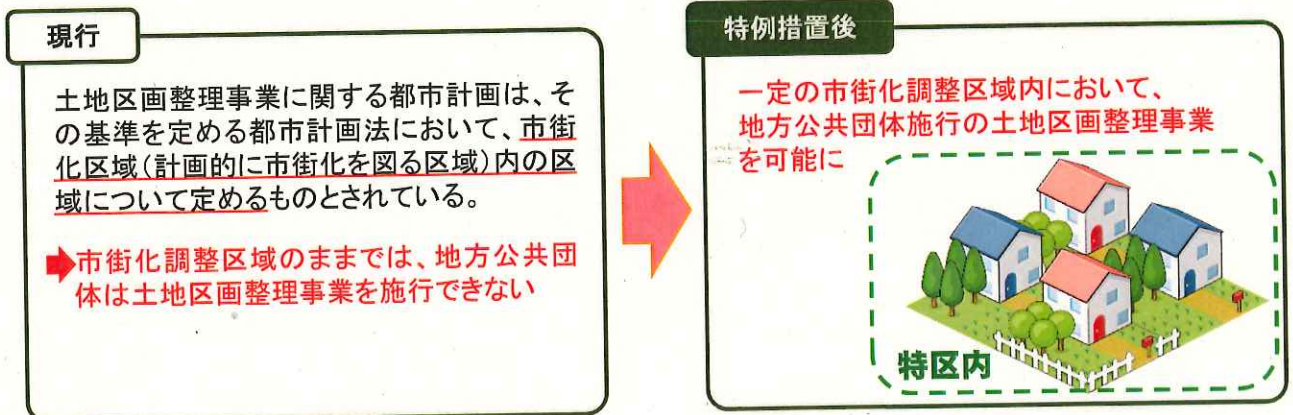 現行
土地区画整理事業に関する都市計画は、そ
の基準を定める都市計画法において、市街
化区域(計画的に市街化を図る区域)内の区
域について定めるものとされている。
市街化調整区域のままでは、地方公共団
体は土地区画整理事業を施行できない
特例措置後
一定の市街化調整区域内において、
地方公共団体施行の土地区画整理事業
を可能に
特区内